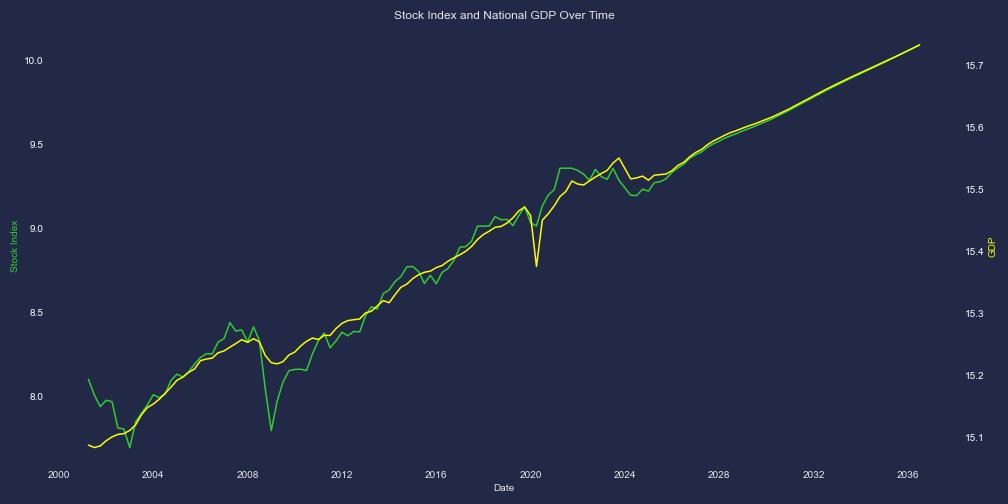 Stock Index and National GDP Over Time
10.0
9.5
9.0
8.5
8.0
Stock Index
15.7
15.6
15.5
15.4
15.3
15.2
15.1
GDP
2000 2004 2008 2012 2016 2020 2024 2028 2032 2036
Date